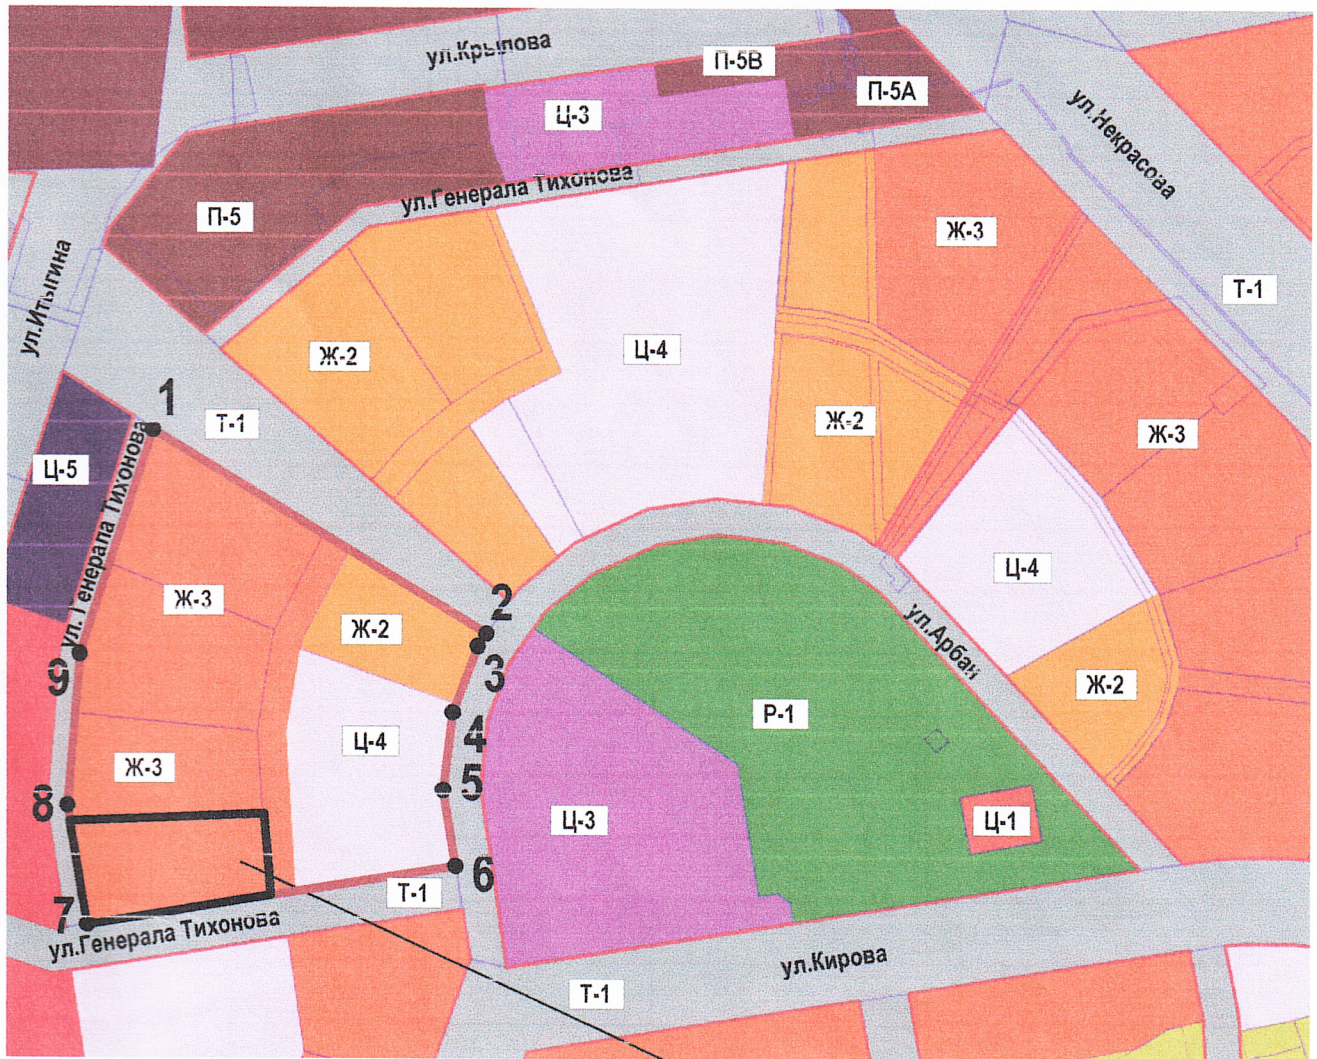 ул.Крылова
П-5В
П-5А
Ц-3
ул.Некрасова
ул.Генерала Тихонова
П-5
Ж-3
ул.Итыгина
Т-1
Ж-2
Ц-4
1
Т-1
Ж-2
Ж-3
Ц-5
ул. Генерала Тихонова
Ц-4
Ж-3
2
ул.Арбан
Ж-2
9
3
Ж-2
Р-1
4
Ц-4
Ж-3
5
8
Ц-3
Ц-1
6
Т-1
7
ул.Генерала Тихонова
ул.Кирова
Т-1